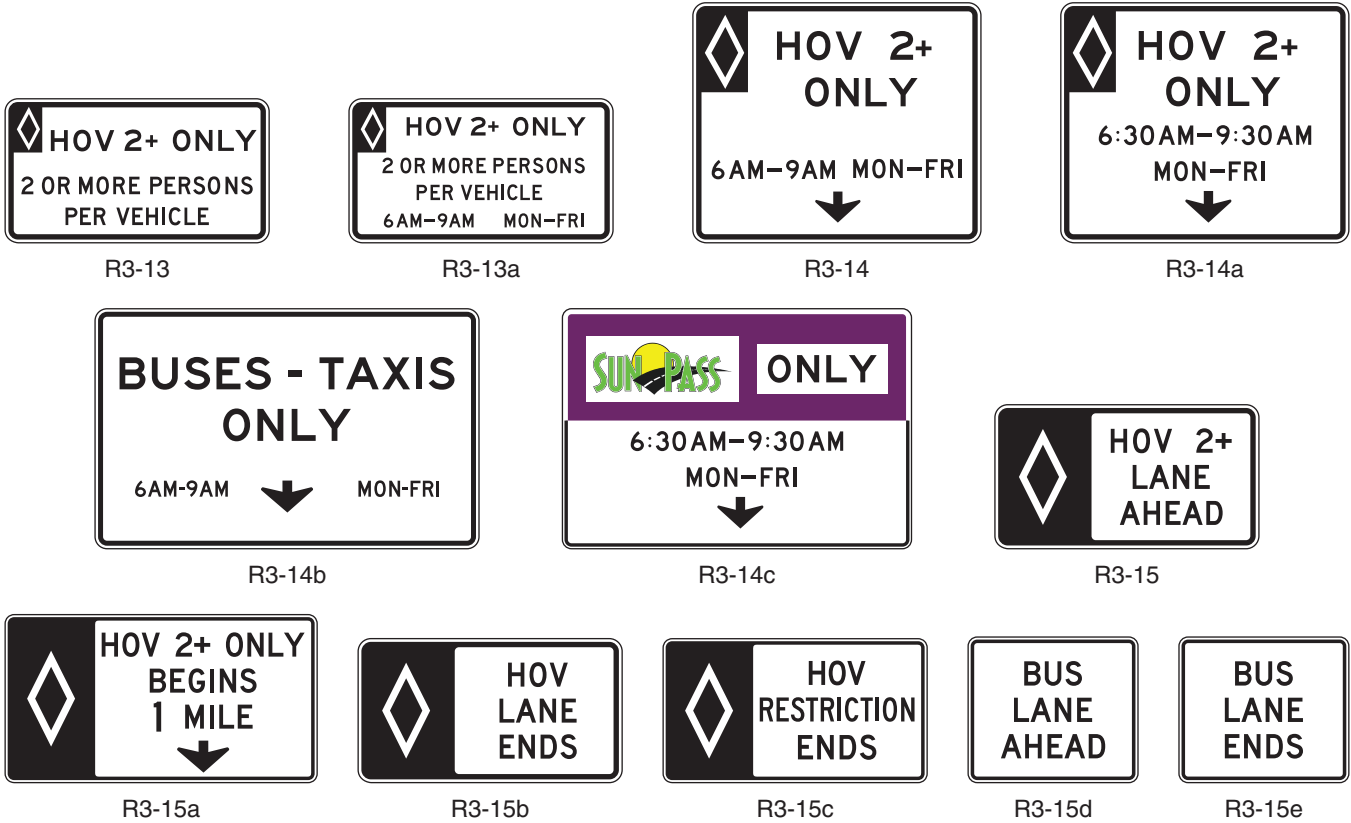 HOV 2+ ONLY
2 OR MORE PERSONS
PER VEHICLE
R3-13
HOV 2+ ONLY
2 OR MORE PERSONS
PER VEHICLE
6AM–9AM MON–FRI
R3-13a
HOV 2+
ONLY
6AM–9AM MON–FRI
R3-14
HOV 2+
ONLY
6:30AM–9:30AM
MON–FRI
R3-14a
BUSES - TAXIS
ONLY
6AM-9AM MON-FRI
R3-14b
SUN PASS ONLY
6:30AM–9:30AM
MON–FRI
R3-14c
HOV 2+
LANE
AHEAD
R3-15
HOV 2+ ONLY
BEGINS
1 MILE
R3-15a
HOV
LANE
ENDS
R3-15b
HOV
RESTRICTION
ENDS
R3-15c
BUS
LANE
AHEAD
R3-15d
BUS
LANE
ENDS
R3-15e